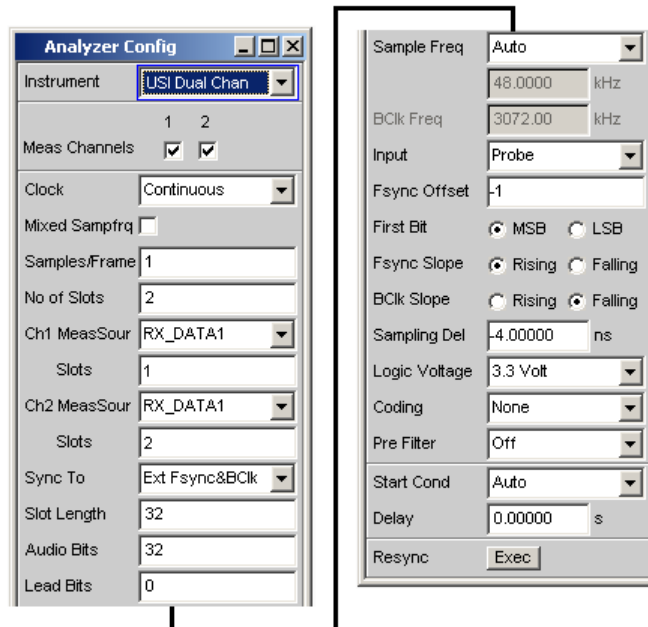 Analyzer Config
Instrument USI Dual Chan
1 2
Meas Channels
Clock Continuous
Mixed Sampfrq
Samples/Frame 1
No of Slots 2
Ch1 MeasSour RX_DATA1
Slots 1
Ch2 MeasSour RX_DATA1
Slots 2
Sync To Ext Fsync&BClk
Slot Length 32
Audio Bits 32
Lead Bits 0
Sample Freq Auto
48.0000 kHz
BClk Freq 3072.00 kHz
Input Probe
Fsync Offset -1
First Bit MSB LSB
Fsync Slope Rising Falling
BClk Slope Rising Falling
Sampling Del -4.00000 ns
Logic Voltage 3.3 Volt
Coding None
Pre Filter Off
Start Cond Auto
Delay 0.00000 s
Resync Exec